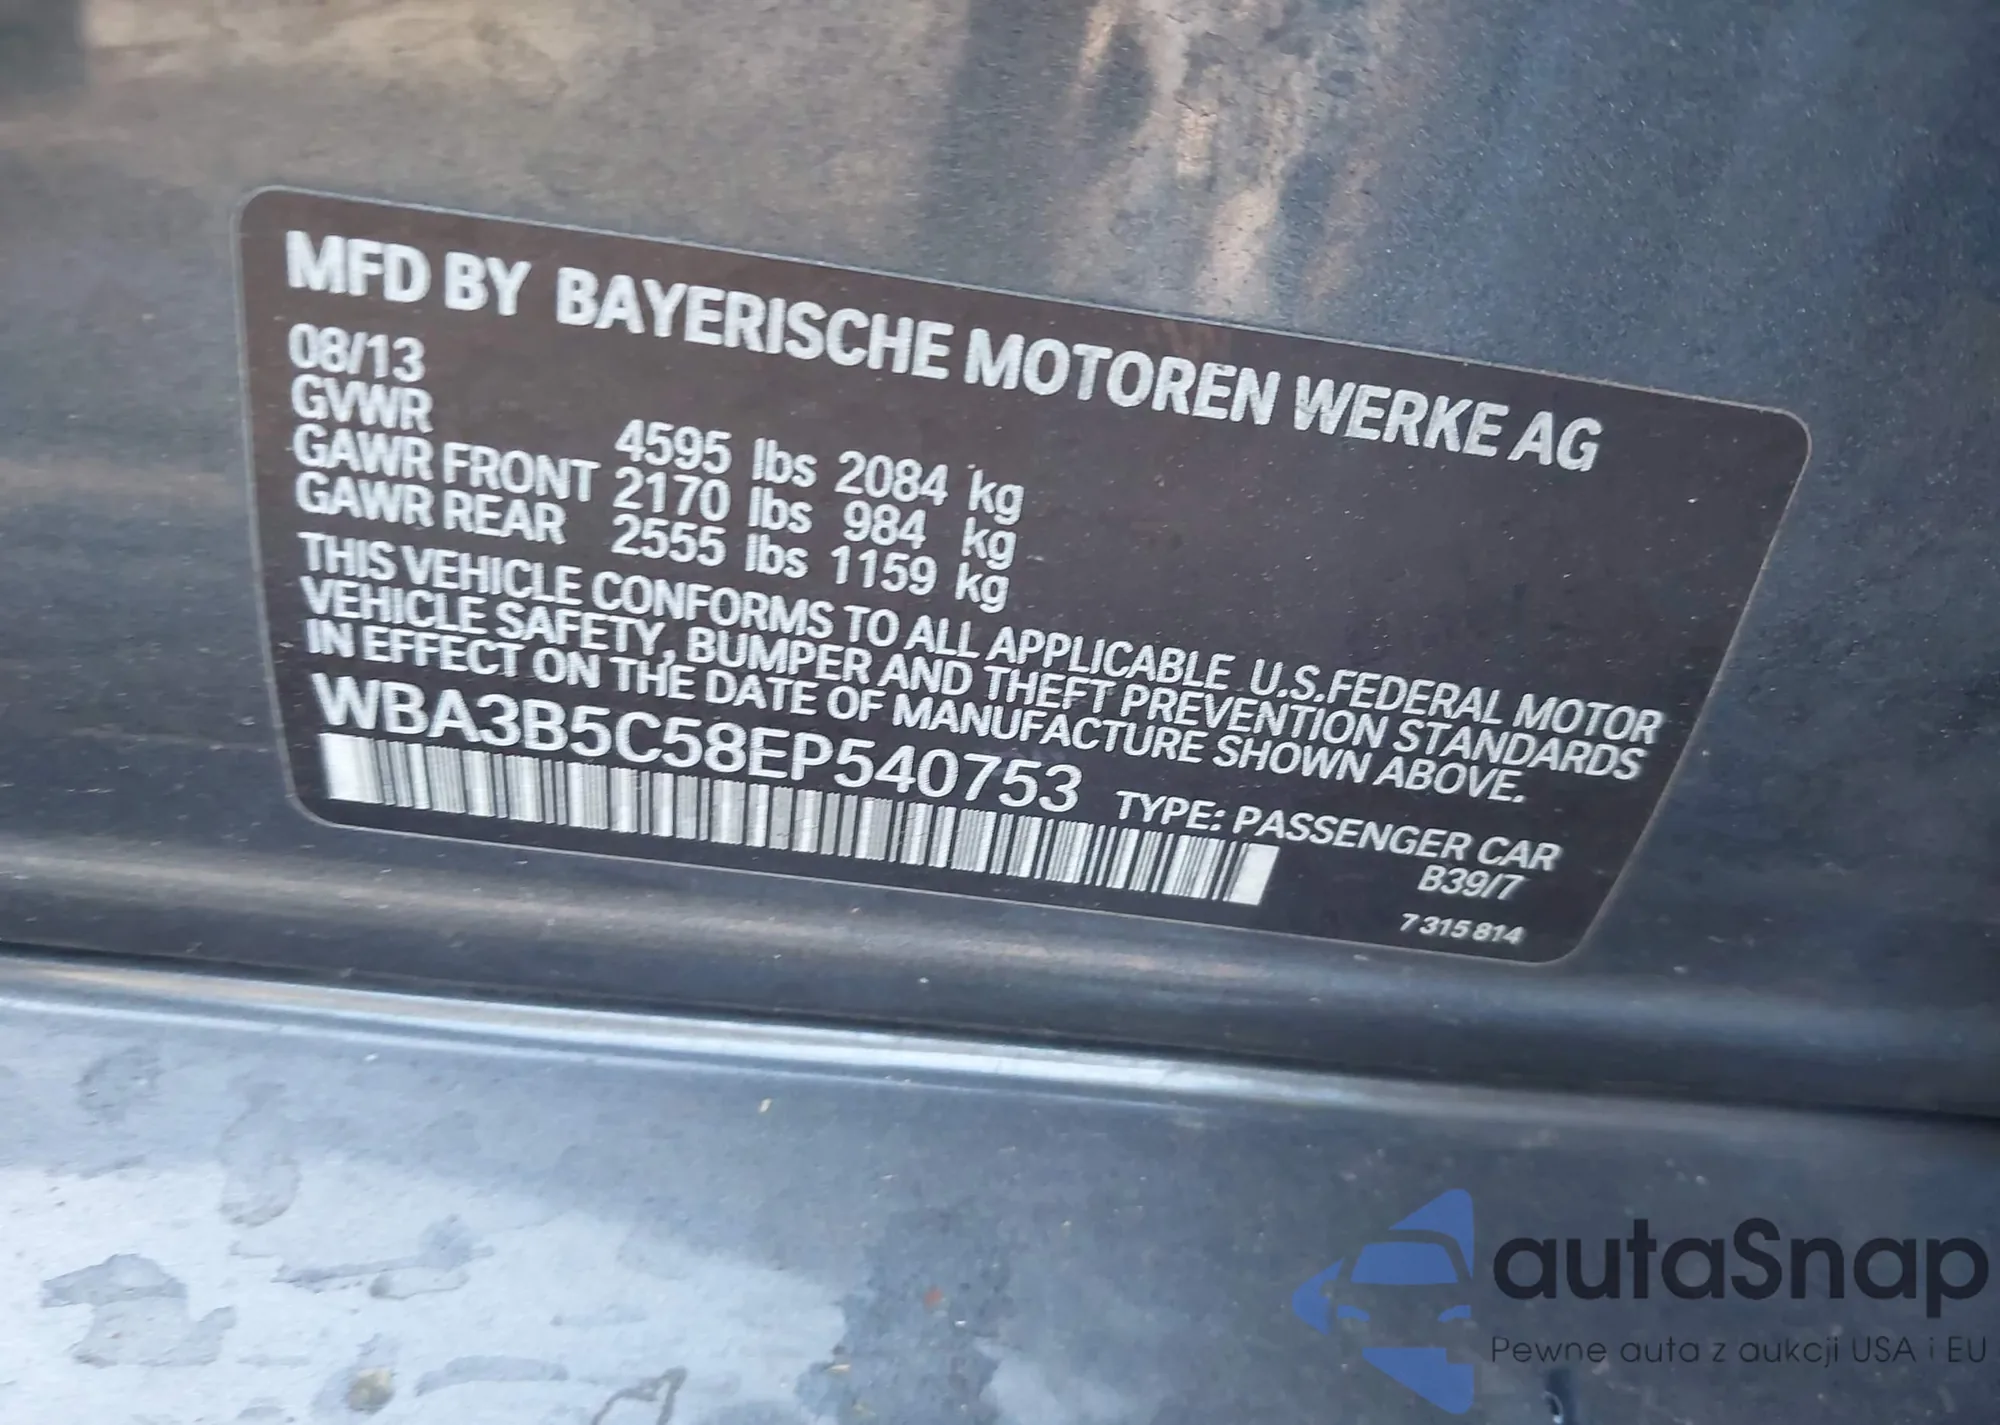 MFD BY BAYERISCHE MOTOREN WERKE AG
08/13
GVWR 4595 lbs 2084 kg
GAWR FRONT 2170 lbs 984 kg
GAWR REAR 2555 lbs 1159 kg
THIS VEHICLE CONFORMS TO ALL APPLICABLE U.S.FEDERAL MOTOR
VEHICLE SAFETY, BUMPER AND THEFT PREVENTION STANDARDS
IN EFFECT ON THE DATE OF MANUFACTURE SHOWN ABOVE.
WBA3B5C58EP540753 TYPE: PASSENGER CAR
B39/7
7 315 814
autaSnap
Pewne auta z aukcji USA i EU